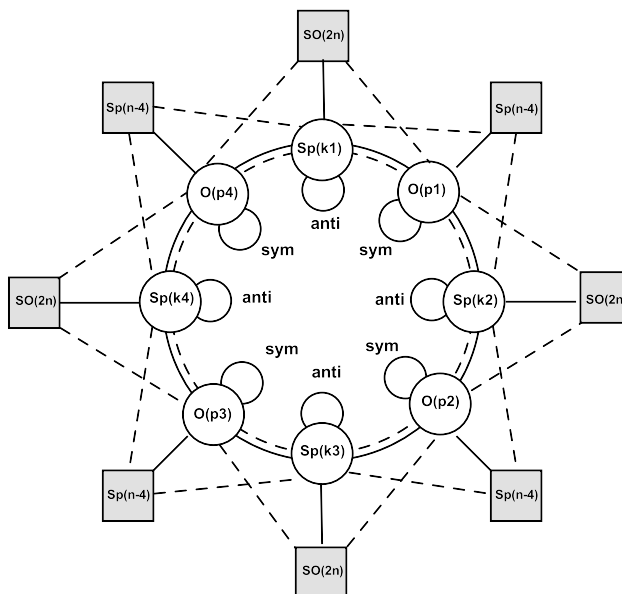 SO(2n)
Sp(n-4)
Sp(n-4)
Sp(k1)
O(p4)
O(p1)
anti
sym
sym
SO(2n)
Sp(k4)
anti
anti
Sp(k2)
SO(2n)
sym
sym
anti
O(p3)
O(p2)
Sp(k3)
Sp(n-4)
Sp(n-4)
SO(2n)